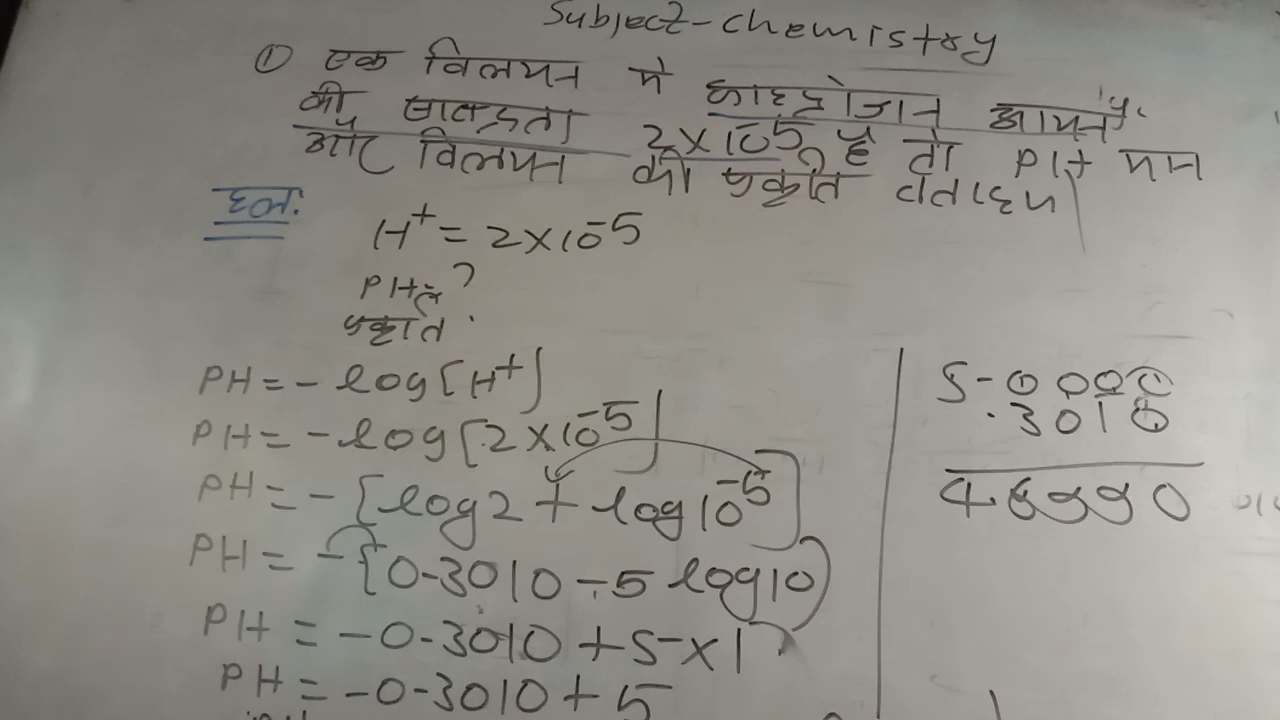 Subject-chemistry
① एक विलयन मे हाइड्रोजन आयनो
की सान्द्रता 2×10-5 है तो PH मान
और विलयन की प्रकृति बताइए
हल:
H+ = 2×10-5
PH = ?
प्रकृति
PH = - log[H+]
PH = -log[2×10-5]
PH = -[log2 + log10-5]
PH = -{0.3010 - 5 log10)
PH = -0.3010 + 5×1
PH = -0.3010 + 5
5.0000
.3010
4.6990